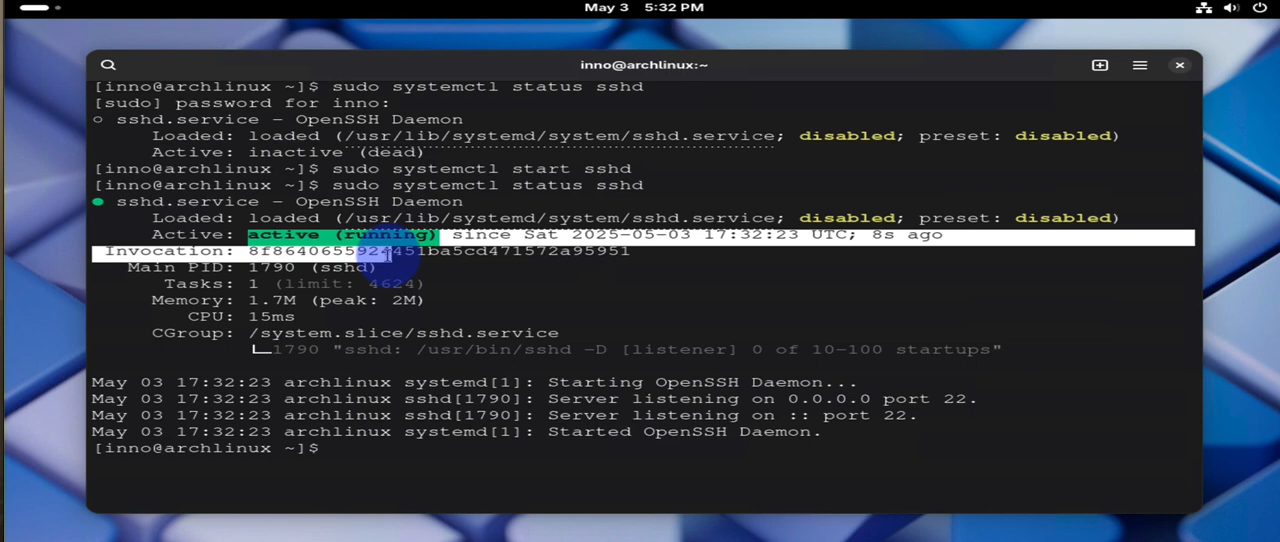 May 3 5:32 PM
inno@archlinux:~
[inno@archlinux ~]$ sudo systemctl status sshd
[sudo] password for inno:
○ sshd.service – OpenSSH Daemon
Loaded: loaded (/usr/lib/systemd/system/sshd.service; disabled; preset: disabled)
Active: inactive (dead)
[inno@archlinux ~]$ sudo systemctl start sshd
[inno@archlinux ~]$ sudo systemctl status sshd
● sshd.service – OpenSSH Daemon
Loaded: loaded (/usr/lib/systemd/system/sshd.service; disabled; preset: disabled)
Active: active (running) since Sat 2025-05-03 17:32:23 UTC; 8s ago
Invocation:
Main PID: 1790 (sshd)
Tasks: 1 (limit: 4624)
Memory: 1.7M (peak: 2M)
CPU: 15ms
CGroup: /system.slice/sshd.service
└─1790 "sshd: /usr/bin/sshd -D [listener] 0 of 10-100 startups"
May 03 17:32:23 archlinux systemd[1]: Starting OpenSSH Daemon...
May 03 17:32:23 archlinux sshd[1790]: Server listening on 0.0.0.0 port 22.
May 03 17:32:23 archlinux sshd[1790]: Server listening on :: port 22.
May 03 17:32:23 archlinux systemd[1]: Started OpenSSH Daemon.
[inno@archlinux ~]$